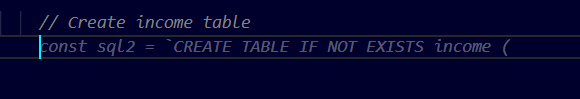 // Create income table
const sql2 = `CREATE TABLE IF NOT EXISTS income (